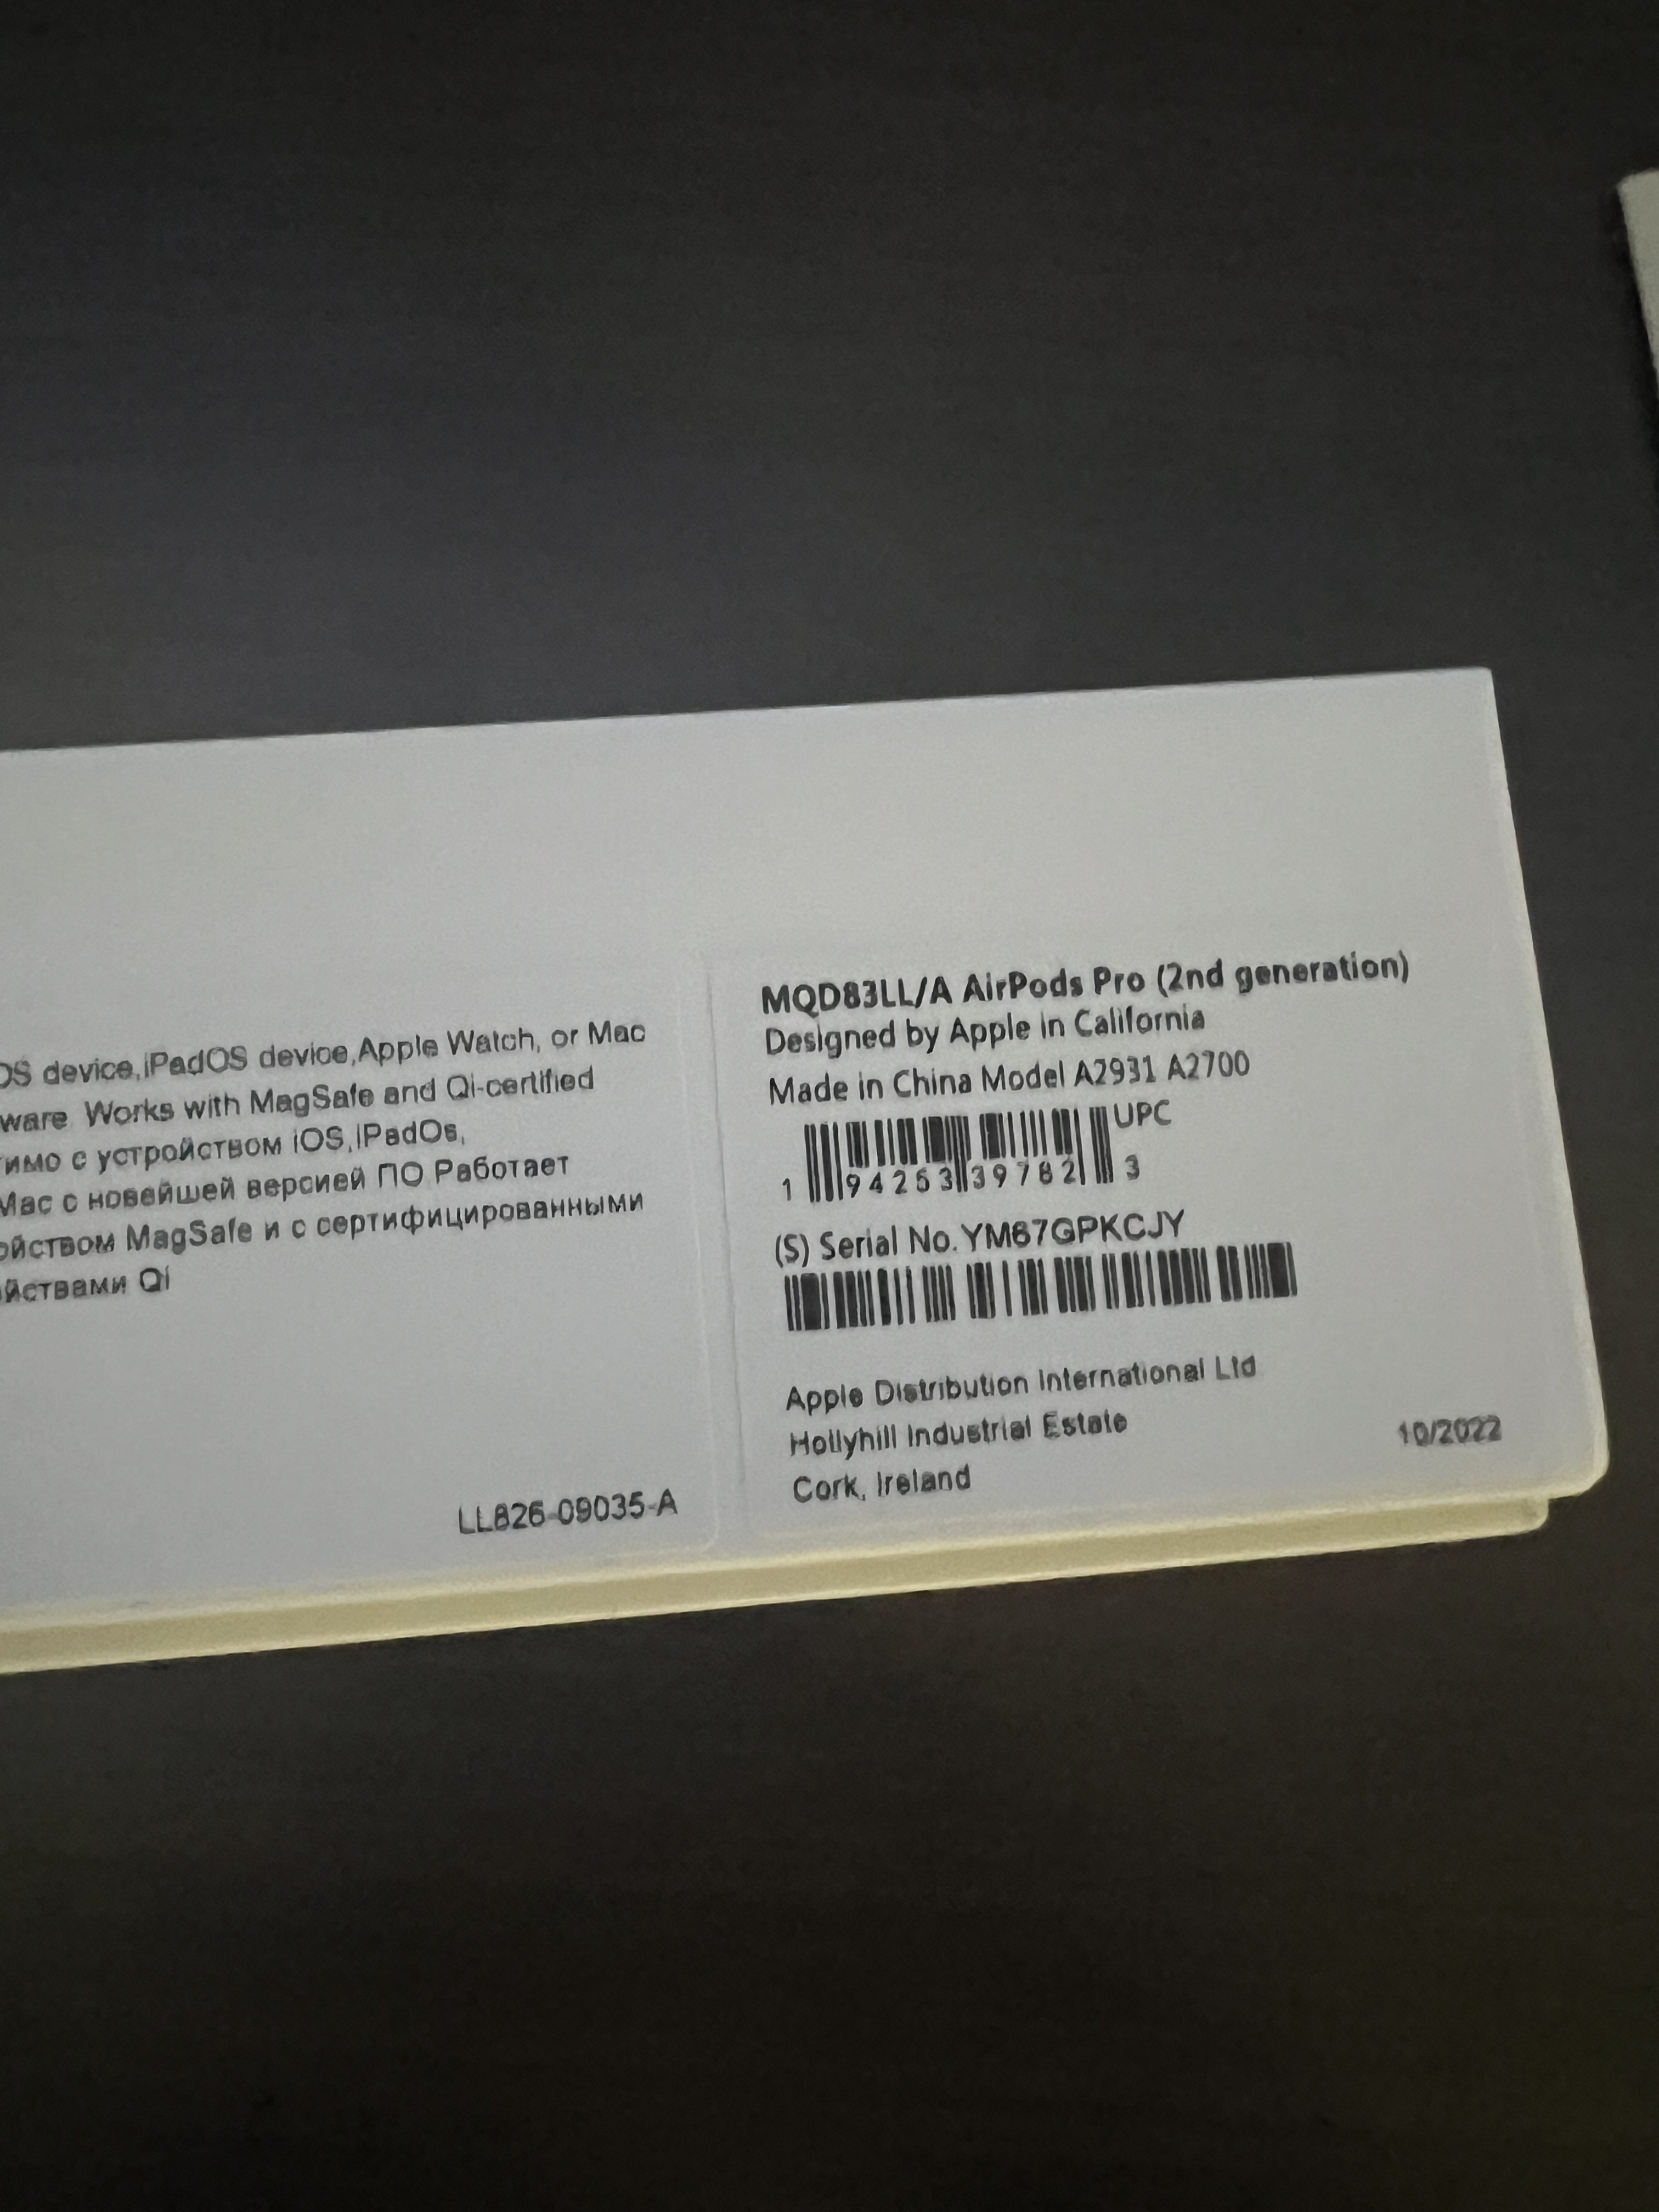 OS device,iPadOS device,Apple Watch, or Mac
ware Works with MagSafe and Qi-certified
тимо с устройством iOS,iPadOs,
Mac с новейшей версией ПО Работает
ойством MagSafe и с сертифицированными
йствами Qi
LL826-09035-A
MQD83LL/A AirPods Pro (2nd generation)
Designed by Apple in California
Made in China Model A2931 A2700
UPC
1 94253 39782 3
(S) Serial No.YM67GPKCJY
Apple Distribution International Ltd
Hollyhill Industrial Estate
Cork, Ireland
10/2022